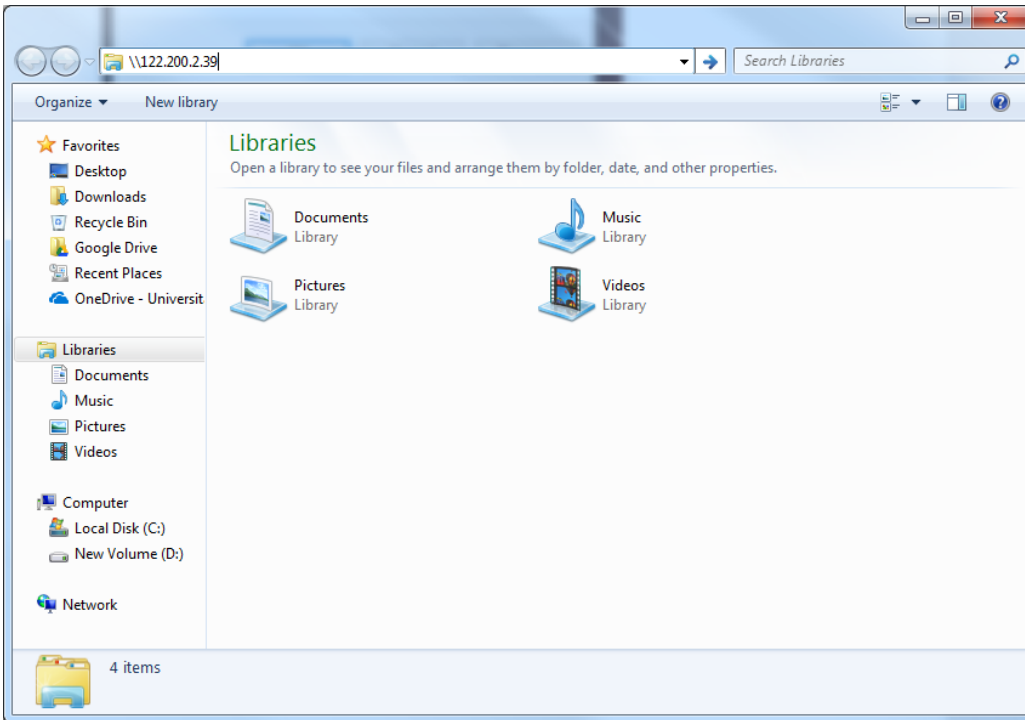 \\122.200.2.39
Search Libraries
Organize
New library
Favorites
Desktop
Downloads
Recycle Bin
Google Drive
Recent Places
OneDrive - Universit
Libraries
Documents
Music
Pictures
Videos
Computer
Local Disk (C:)
New Volume (D:)
Network
Libraries
Open a library to see your files and arrange them by folder, date, and other properties.
Documents
Library
Music
Library
Pictures
Library
Videos
Library
4 items